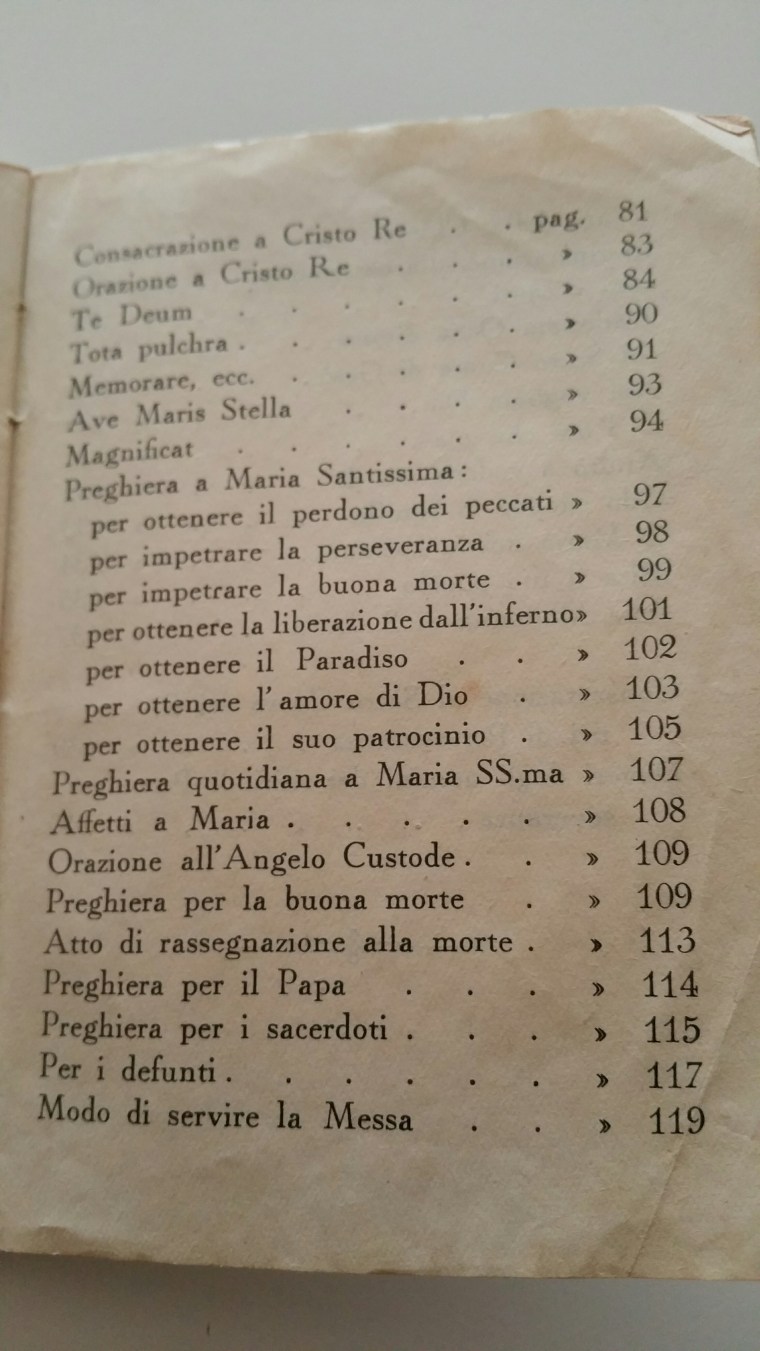 Consacrazione a Cristo Re . . pag. 81
Orazione a Cristo Re . . . » 83
Te Deum . . . . . . » 84
Tota pulchra . . . . . . » 90
Memorare, ecc. . . . . . » 91
Ave Maris Stella . . . . » 93
Magnificat . . . . . . » 94
Preghiera a Maria Santissima:
per ottenere il perdono dei peccati » 97
per impetrare la perseveranza . » 98
per impetrare la buona morte . » 99
per ottenere la liberazione dall'inferno» 101
per ottenere il Paradiso . . » 102
per ottenere l'amore di Dio . » 103
per ottenere il suo patrocinio . » 105
Preghiera quotidiana a Maria SS.ma » 107
Affetti a Maria . . . . . » 108
Orazione all'Angelo Custode . . » 109
Preghiera per la buona morte . » 109
Atto di rassegnazione alla morte . » 113
Preghiera per il Papa . . . » 114
Preghiera per i sacerdoti . . . » 115
Per i defunti . . . . . . » 117
Modo di servire la Messa . . » 119